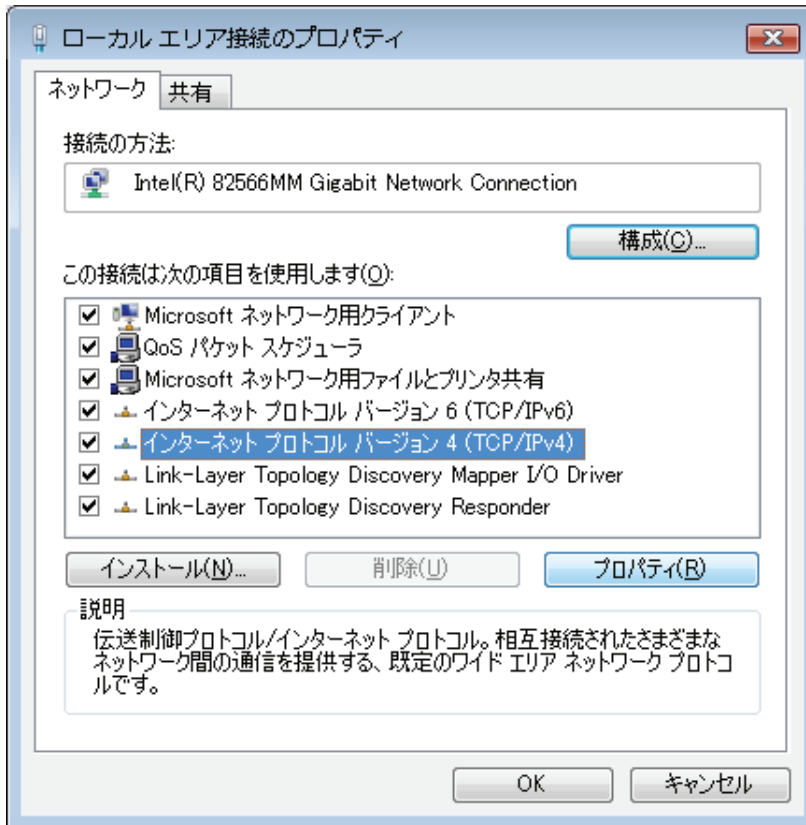 ローカル エリア接続のプロパティ
ネットワーク 共有
接続の方法:
Intel(R) 82566MM Gigabit Network Connection
構成(C)...
この接続は次の項目を使用します(O):
Microsoft ネットワーク用クライアント
QoS パケット スケジューラ
Microsoft ネットワーク用ファイルとプリンタ共有
インターネット プロトコル バージョン 6 (TCP/IPv6)
インターネット プロトコル バージョン 4 (TCP/IPv4)
Link-Layer Topology Discovery Mapper I/O Driver
Link-Layer Topology Discovery Responder
インストール(N)... 削除(U) プロパティ(R)
説明
伝送制御プロトコル/インターネット プロトコル。相互接続されたさまざまな
ネットワーク間の通信を提供する、既定のワイド エリア ネットワーク プロトコ
ルです。
OK キャンセル